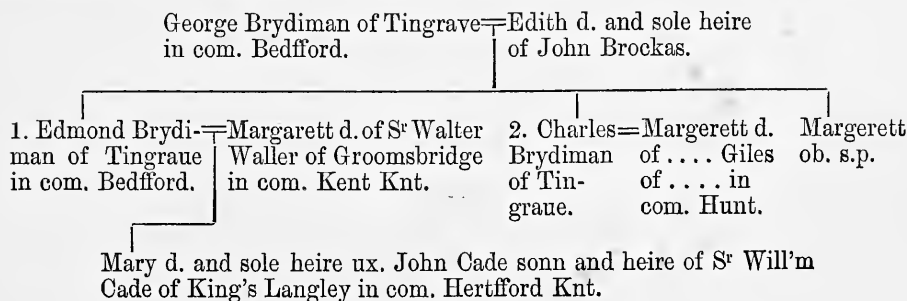 George Brydiman of Tingrave=Edith d. and sole heire
in com. Bedfford. of John Brockas.
1. Edmond Brydi-=Margarett d. of Sʳ Walter
man of Tingraue Waller of Groomsbridge
in com. Bedfford. in com. Kent Knt.
2. Charles=Margerett d.
Brydiman of .... Giles
of Tin- of .... in
graue. com. Hunt.
Margerett
ob. s.p.
Mary d. and sole heire ux. John Cade sonn and heire of Sʳ Will'm
Cade of King's Langley in com. Hertfford Knt.